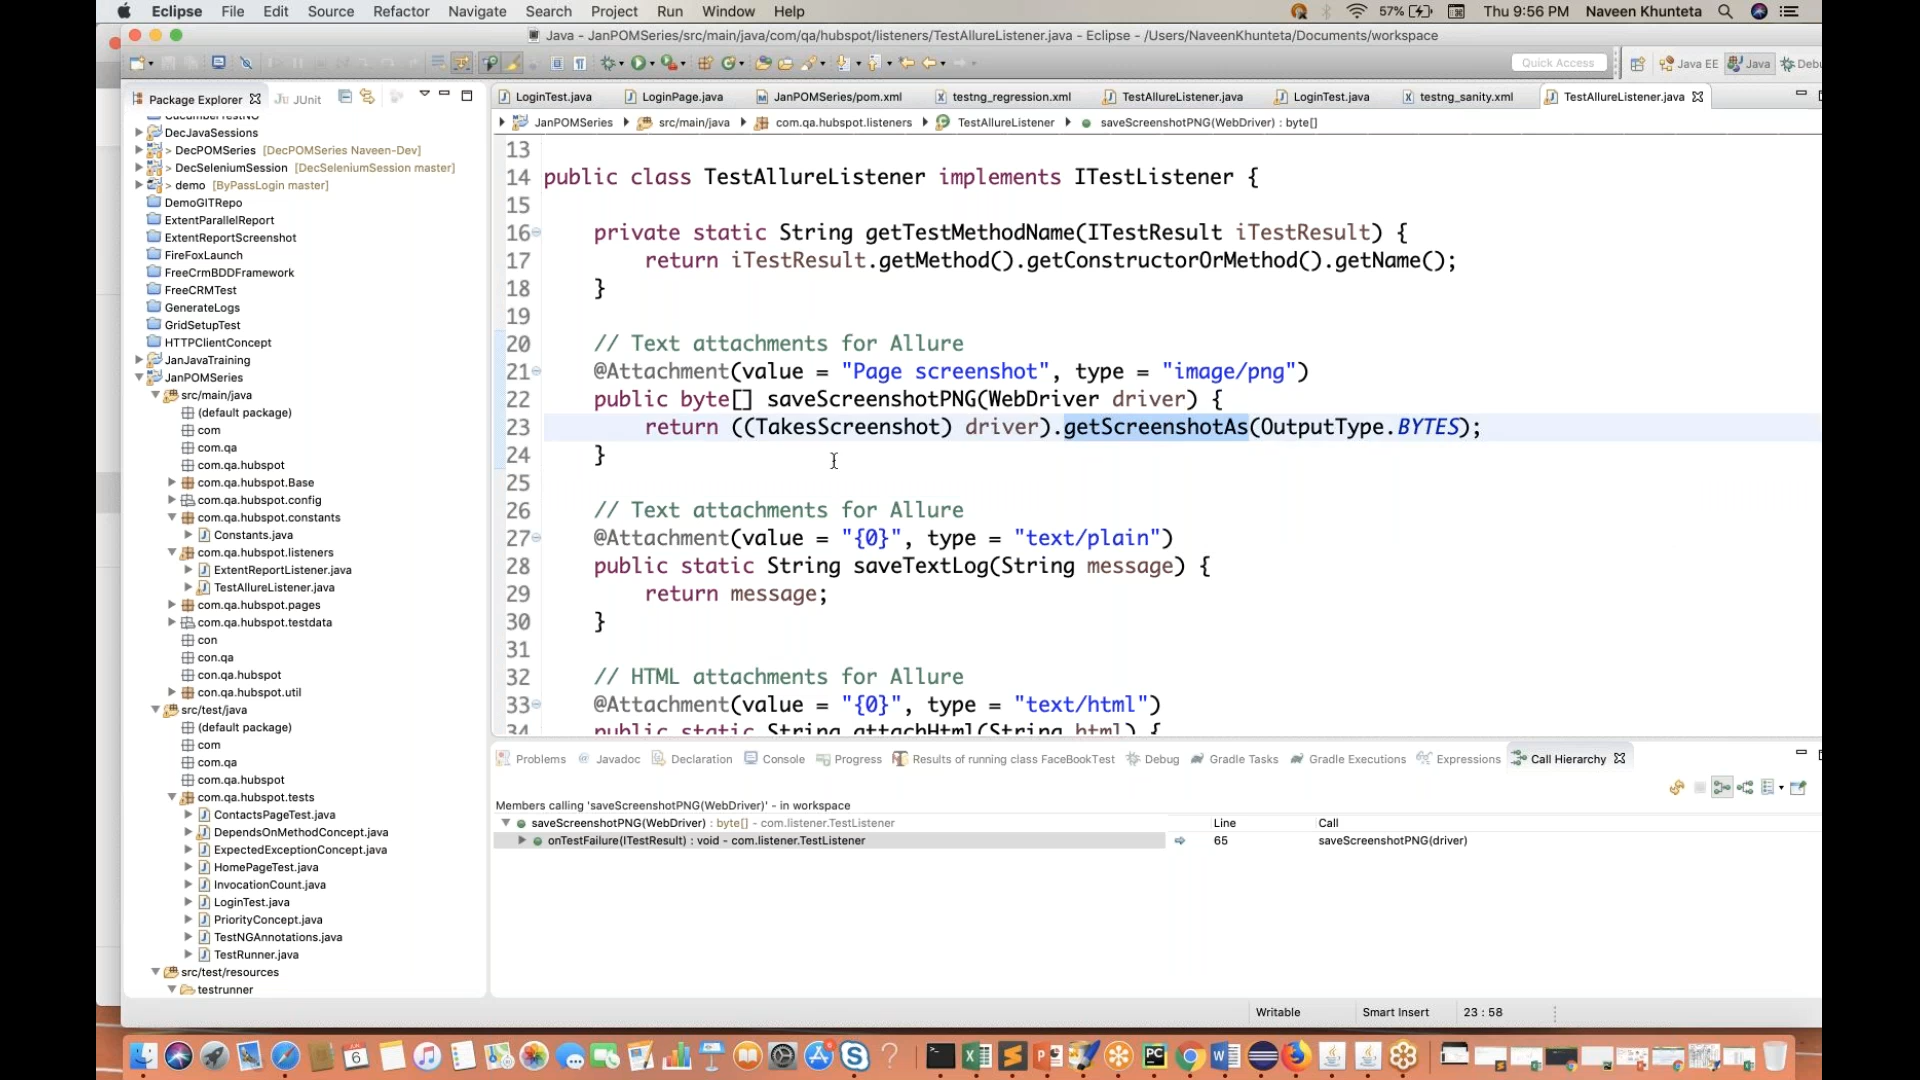 Eclipse File Edit Source Refactor Navigate Search Project Run Window Help 57% Thu 9:56 PM Naveen Khunteta
Java - JanPOMSeries/src/main/java/com/qa/hubspot/listeners/TestAllureListener.java - Eclipse - /Users/NaveenKhunteta/Documents/workspace
Quick Access Java EE Java Debu
Package Explorer JUnit
LoginTest.java LoginPage.java JanPOMSeries/pom.xml testng_regression.xml TestAllureListener.java LoginTest.java testng_sanity.xml TestAllureListener.java
JanPOMSeries src/main/java com.qa.hubspot.listeners TestAllureListener saveScreenshotPNG(WebDriver) : byte[]
CucumberTestNG
DecJavaSessions
> DecPOMSeries [DecPOMSeries Naveen-Dev]
> DecSeleniumSession [DecSeleniumSession master]
> demo [ByPassLogin master]
DemoGITRepo
ExtentParallelReport
ExtentReportScreenshot
FireFoxLaunch
FreeCrmBDDFramework
FreeCRMTest
GenerateLogs
GridSetupTest
HTTPClientConcept
JanJavaTraining
JanPOMSeries
src/main/java
(default package)
com
com.qa
com.qa.hubspot
com.qa.hubspot.Base
com.qa.hubspot.config
com.qa.hubspot.constants
Constants.java
com.qa.hubspot.listeners
ExtentReportListener.java
TestAllureListener.java
com.qa.hubspot.pages
com.qa.hubspot.testdata
con
con.qa
con.qa.hubspot
con.qa.hubspot.util
src/test/java
(default package)
com
com.qa
com.qa.hubspot
com.qa.hubspot.tests
ContactsPageTest.java
DependsOnMethodConcept.java
ExpectedExceptionConcept.java
HomePageTest.java
InvocationCount.java
LoginTest.java
PriorityConcept.java
TestNGAnnotations.java
TestRunner.java
src/test/resources
testrunner
13
14 public class TestAllureListener implements ITestListener {
15
16 private static String getTestMethodName(ITestResult iTestResult) {
17 return iTestResult.getMethod().getConstructorOrMethod().getName();
18 }
19
20 // Text attachments for Allure
21 @Attachment(value = "Page screenshot", type = "image/png")
22 public byte[] saveScreenshotPNG(WebDriver driver) {
23 return ((TakesScreenshot) driver).getScreenshotAs(OutputType.BYTES);
24 }
25
26 // Text attachments for Allure
27 @Attachment(value = "{0}", type = "text/plain")
28 public static String saveTextLog(String message) {
29 return message;
30 }
31
32 // HTML attachments for Allure
33 @Attachment(value = "{0}", type = "text/html")
34 public static String attachHtml(String html) {
Problems Javadoc Declaration Console Progress Results of running class FaceBookTest Debug Gradle Tasks Gradle Executions Expressions Call Hierarchy
Members calling 'saveScreenshotPNG(WebDriver)' - in workspace
saveScreenshotPNG(WebDriver) : byte[] - com.listener.TestListener Line Call
onTestFailure(ITestResult) : void - com.listener.TestListener 65 saveScreenshotPNG(driver)
Writable Smart Insert 23 : 58